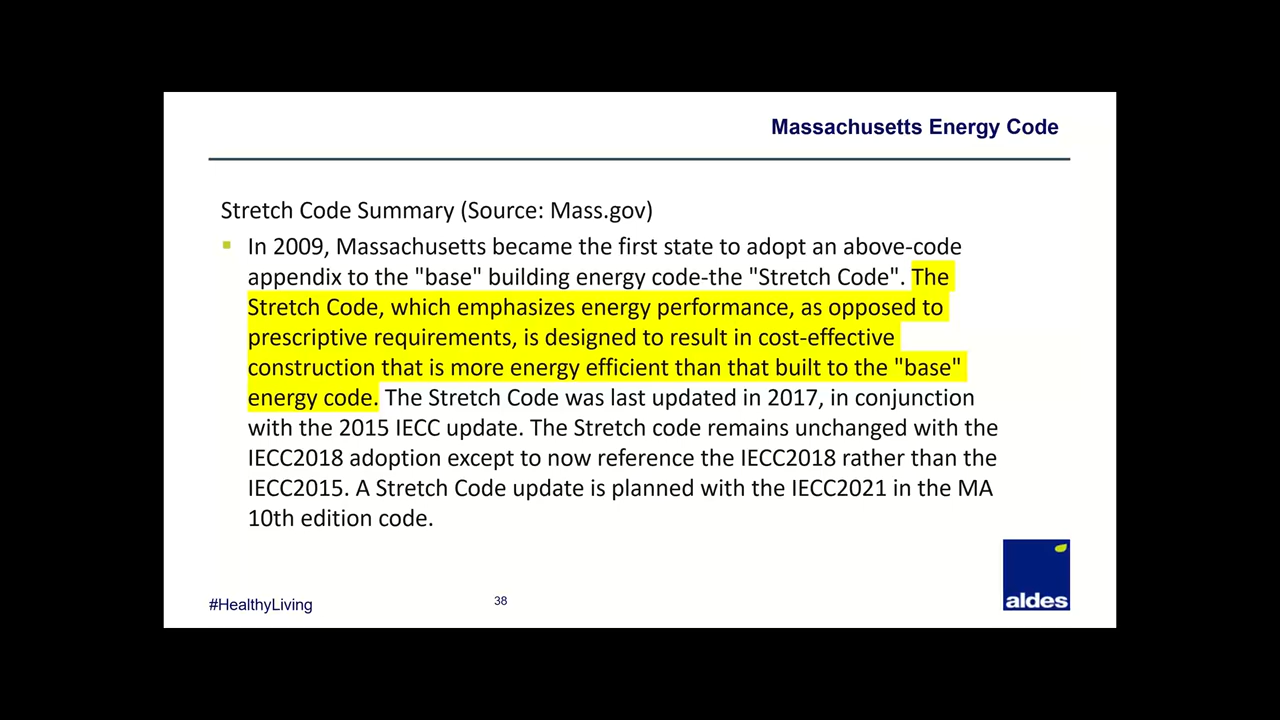 Massachusetts Energy Code
Stretch Code Summary (Source: Mass.gov)
In 2009, Massachusetts became the first state to adopt an above-code
appendix to the "base" building energy code-the "Stretch Code". The
Stretch Code, which emphasizes energy performance, as opposed to
prescriptive requirements, is designed to result in cost-effective
construction that is more energy efficient than that built to the "base"
energy code. The Stretch Code was last updated in 2017, in conjunction
with the 2015 IECC update. The Stretch code remains unchanged with the
IECC2018 adoption except to now reference the IECC2018 rather than the
IECC2015. A Stretch Code update is planned with the IECC2021 in the MA
10th edition code.
#HealthyLiving
38
aldes